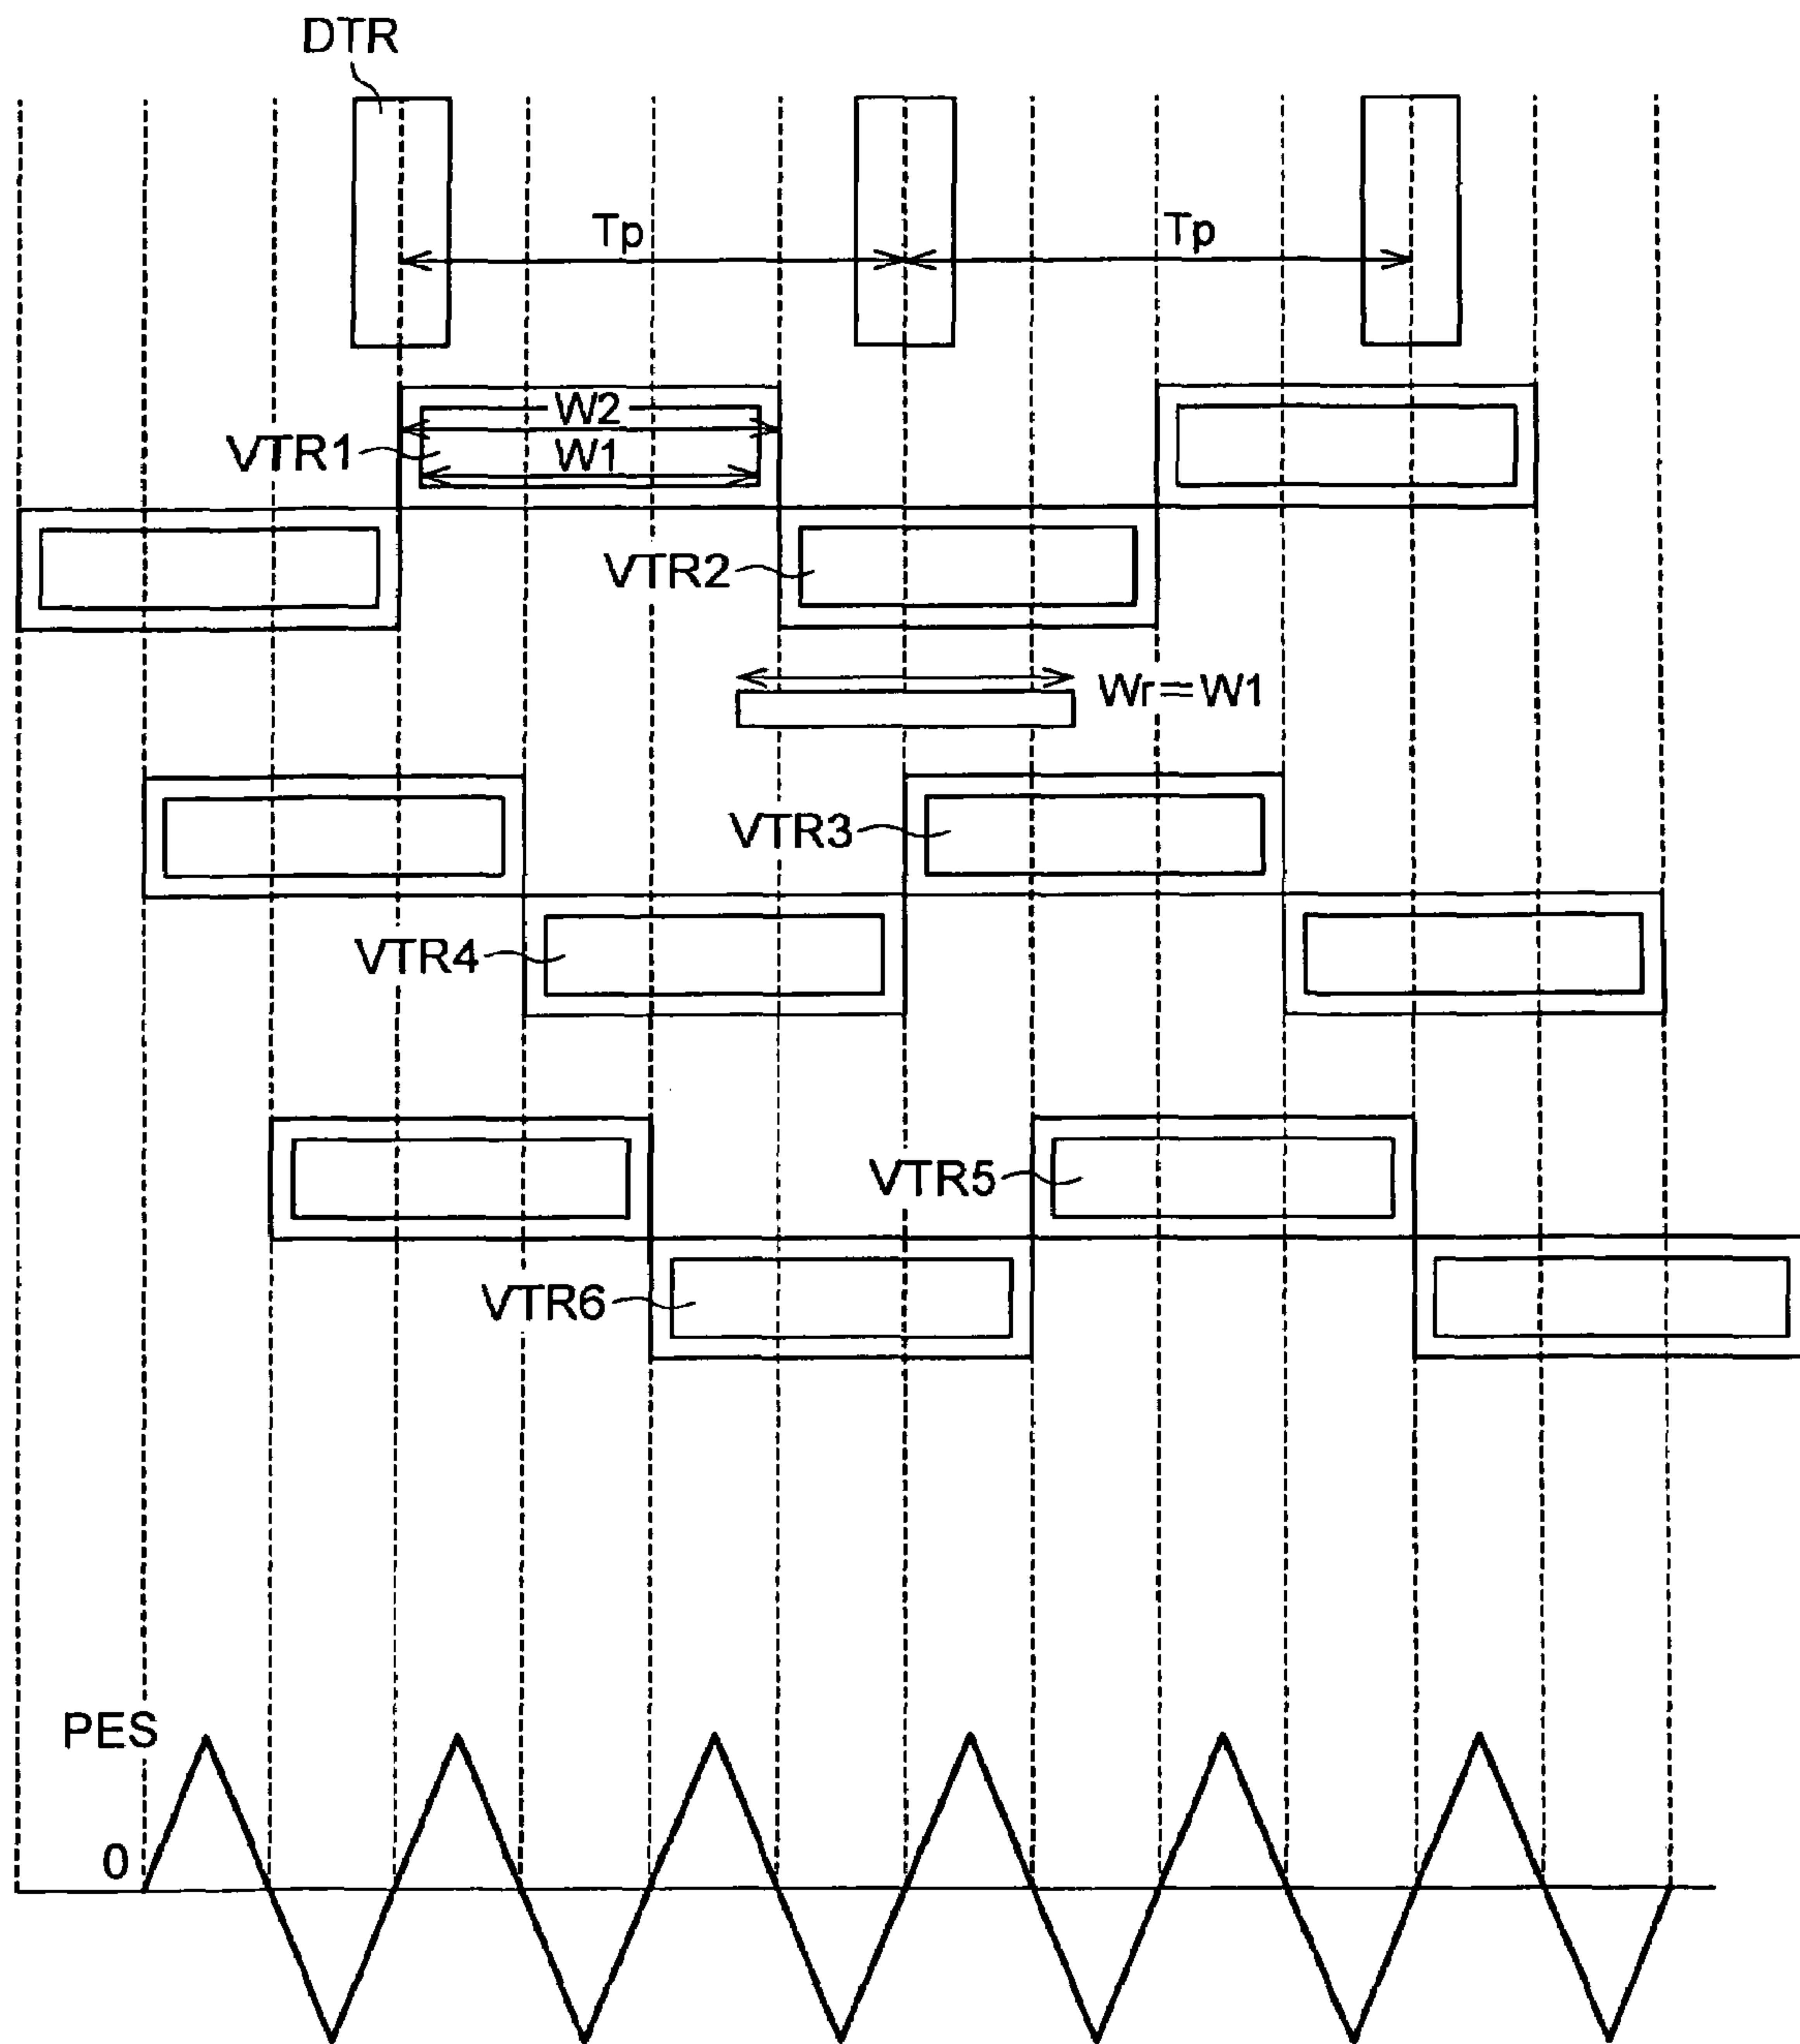 DTR
Tp Tp
W2
VTR1 W1
VTR2
Wr=W1
VTR3
VTR4
VTR5
VTR6
PES
0